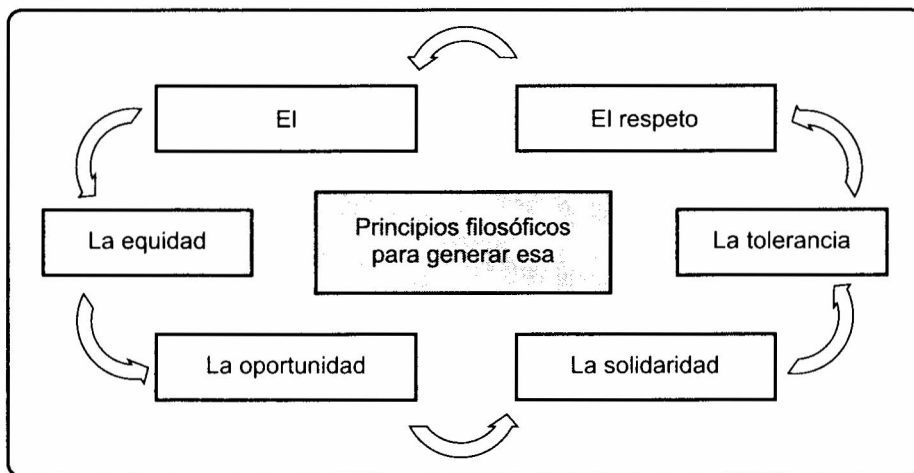 El
El respeto
La equidad
Principios filosóficos
para generar esa
La tolerancia
La oportunidad
La solidaridad